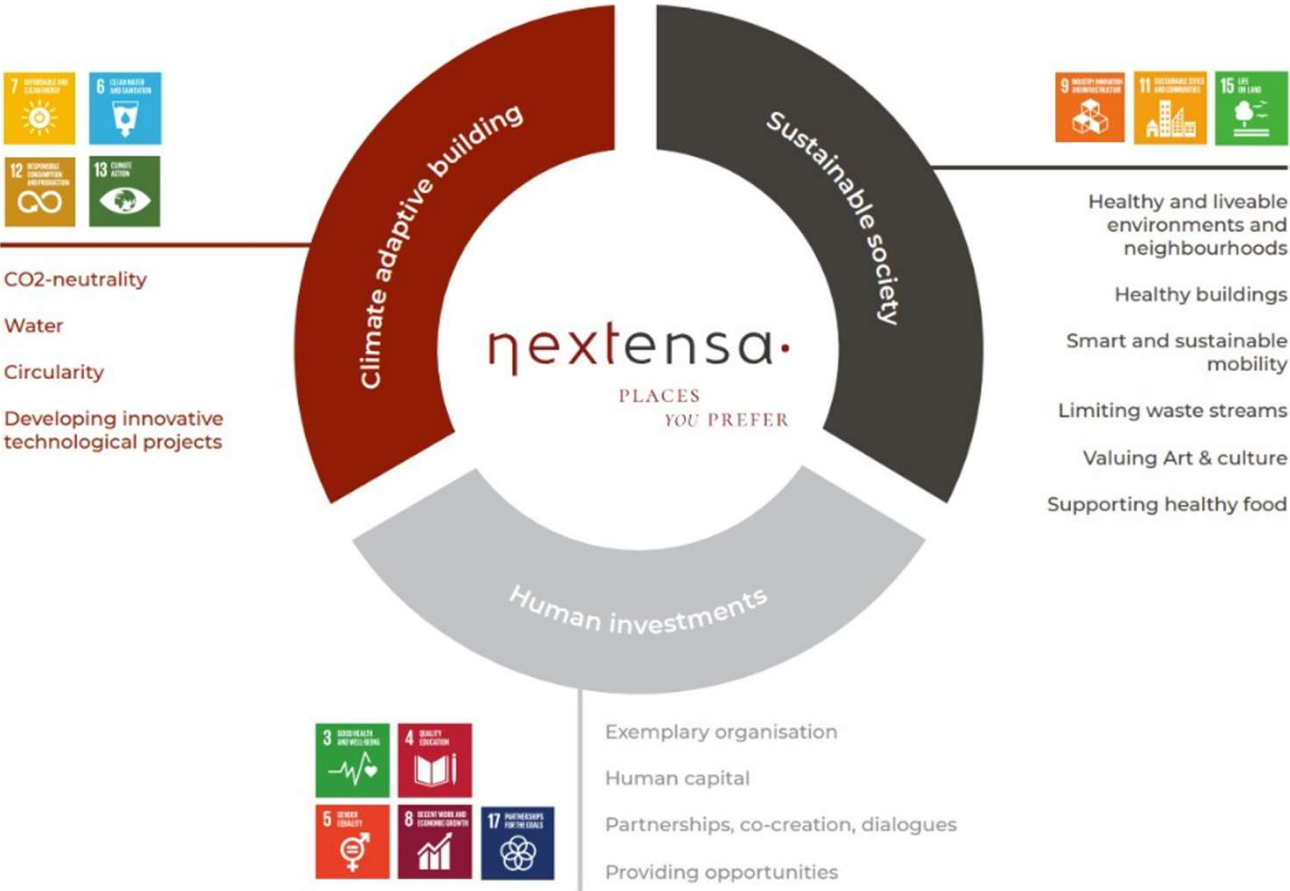 7 AFFORDABLE AND
CLEAN ENERGY
6 CLEAN WATER
AND SANITATION
12 RESPONSIBLE
CONSUMPTION
AND PRODUCTION
13 CLIMATE
ACTION
CO2-neutrality
Water
Circularity
Developing innovative
technological projects
Climate adaptive building
Sustainable society
nextensa.
PLACES
YOU PREFER
Human investments
9 INDUSTRY, INNOVATION
AND INFRASTRUCTURE
11 SUSTAINABLE CITIES
AND COMMUNITIES
15 LIFE
ON LAND
Healthy and liveable
environments and
neighbourhoods
Healthy buildings
Smart and sustainable
mobility
Limiting waste streams
Valuing Art & culture
Supporting healthy food
3 GOOD HEALTH
AND WELL-BEING
4 QUALITY
EDUCATION
5 GENDER
EQUALITY
8 DECENT WORK AND
ECONOMIC GROWTH
17 PARTNERSHIPS
FOR THE GOALS
Exemplary organisation
Human capital
Partnerships, co-creation, dialogues
Providing opportunities